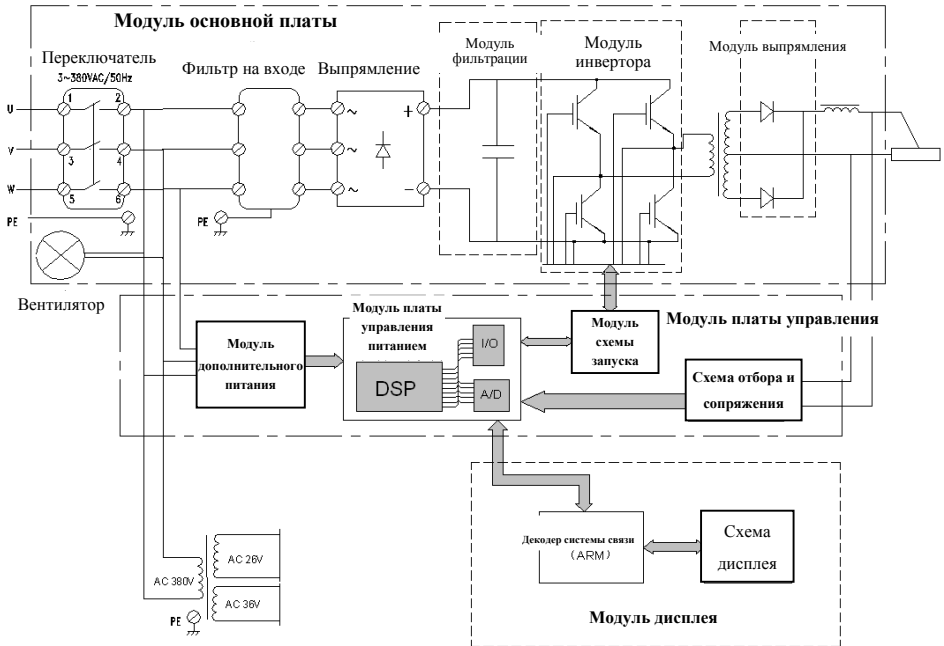 Модуль основной платы
Переключатель
3~380VAC/50Hz
Фильтр на входе
Выпрямление
Модуль
фильтрации
Модуль
инвертора
Модуль выпрямления
U
V
W
PE
1
2
3
4
5
6
PE
~
~
~
+
−
Вентилятор
Модуль
дополнительного
питания
Модуль платы
управления
питанием
DSP
I/O
A/D
Модуль
схемы
запуска
Модуль платы управления
Схема отбора и
сопряжения
Декодер системы связи
(ARM)
Схема
дисплея
Модуль дисплея
AC 380V
AC 26V
AC 36V
PE